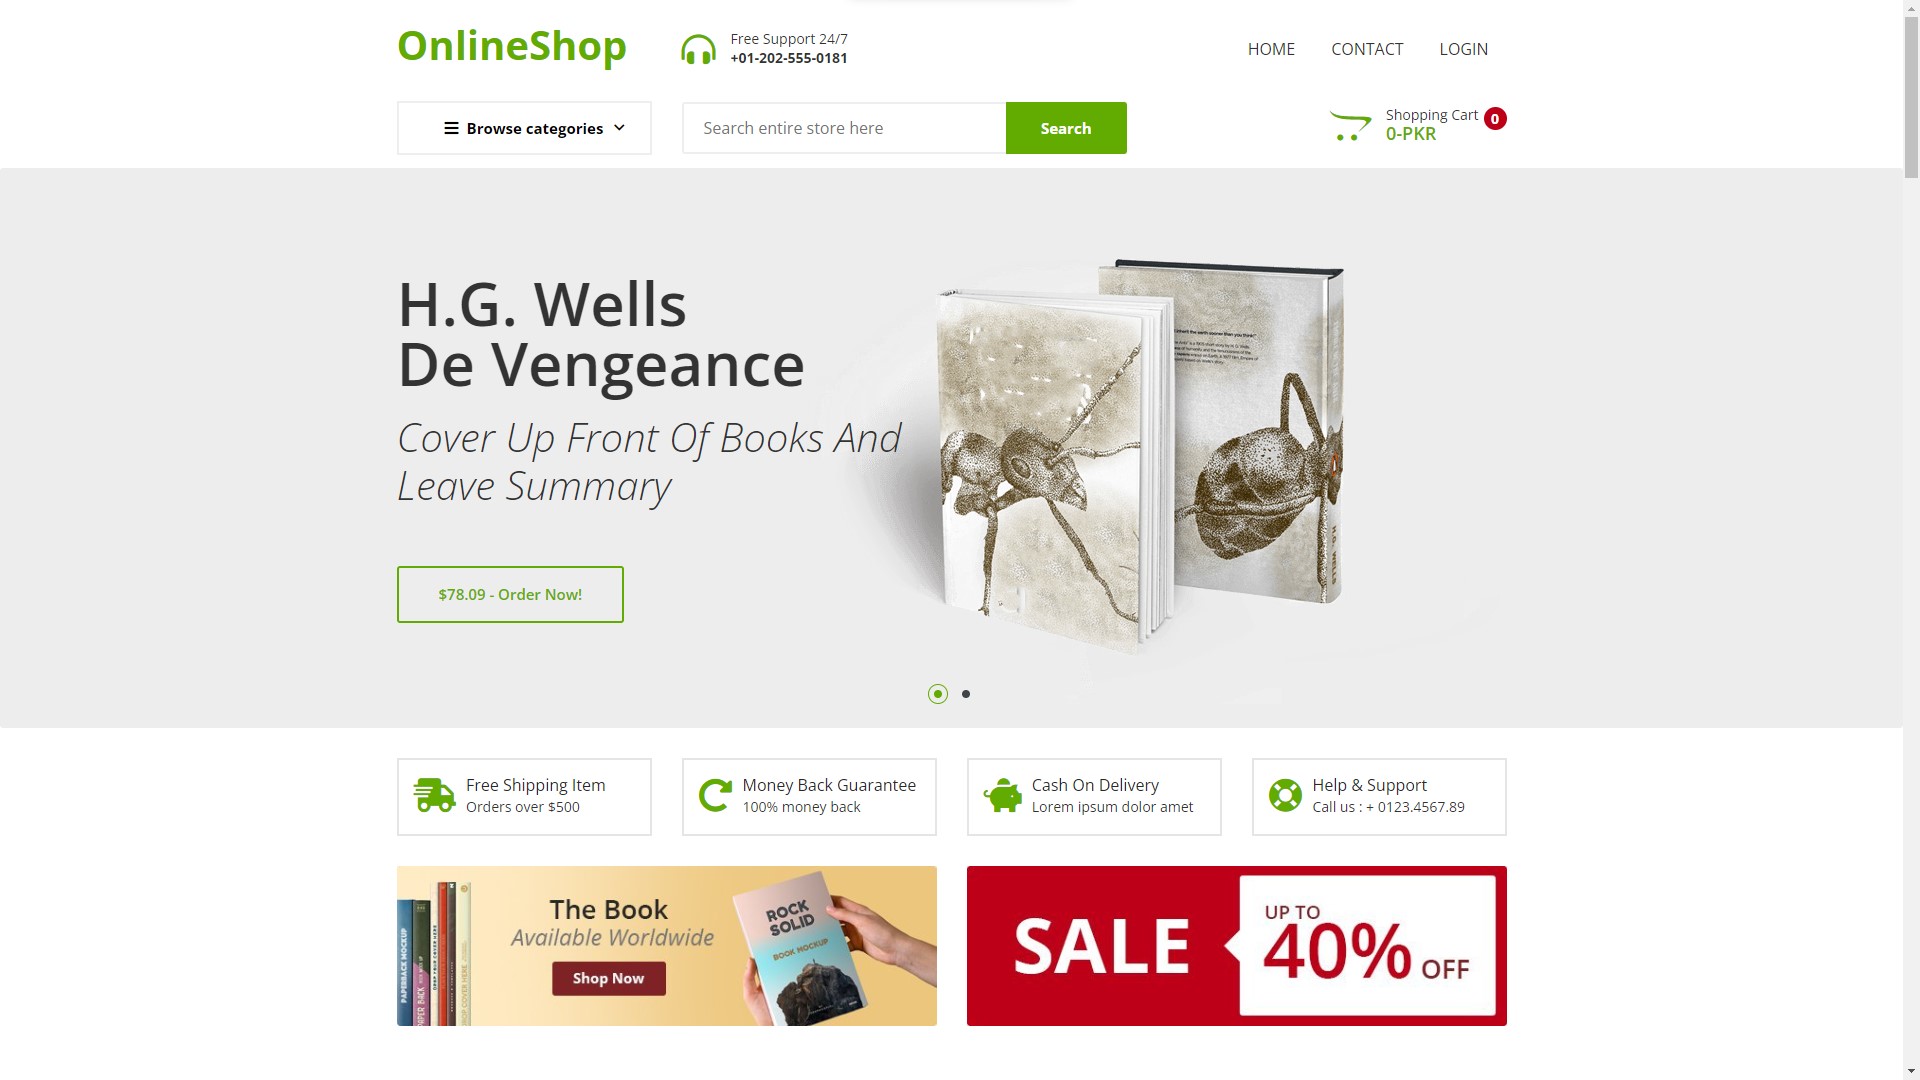 OnlineShop
Free Support 24/7
+01-202-555-0181
HOME
CONTACT
LOGIN
Browse categories
Search entire store here
Search
Shopping Cart 0
0-PKR
H.G. Wells
De Vengeance
Cover Up Front Of Books And
Leave Summary
$78.09 - Order Now!
H.G. WELLS
Free Shipping Item
Orders over $500
Money Back Guarantee
100% money back
Cash On Delivery
Lorem ipsum dolor amet
Help & Support
Call us : + 0123.4567.89
PAPERBACK MOCKUP
The Book
Available Worldwide
Shop Now
ROCK
SOLID
BOOK MOCKUP
SALE
UP TO
40% OFF